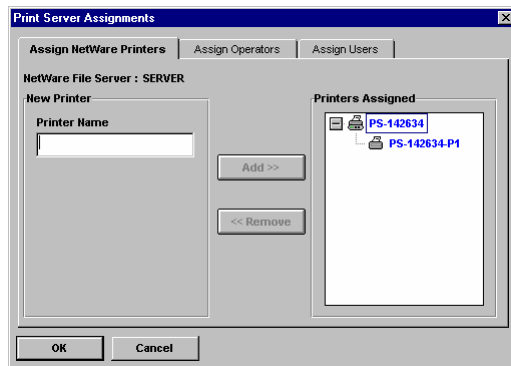 Print Server Assignments
Assign NetWare Printers
Assign Operators
Assign Users
NetWare File Server : SERVER
New Printer
Printer Name
Add >>
<< Remove
Printers Assigned
PS-142634
PS-142634-P1
OK
Cancel